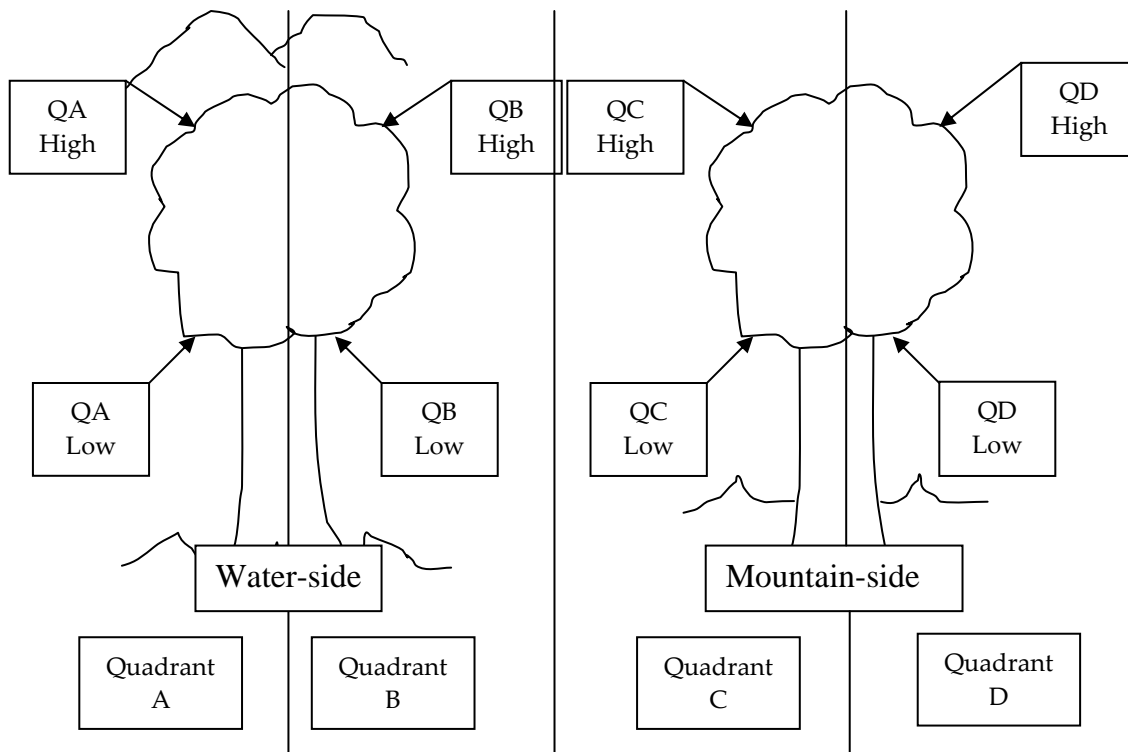 QA
High
QB
High
QC
High
QD
High
QA
Low
QB
Low
QC
Low
QD
Low
Water-side
Mountain-side
Quadrant
A
Quadrant
B
Quadrant
C
Quadrant
D